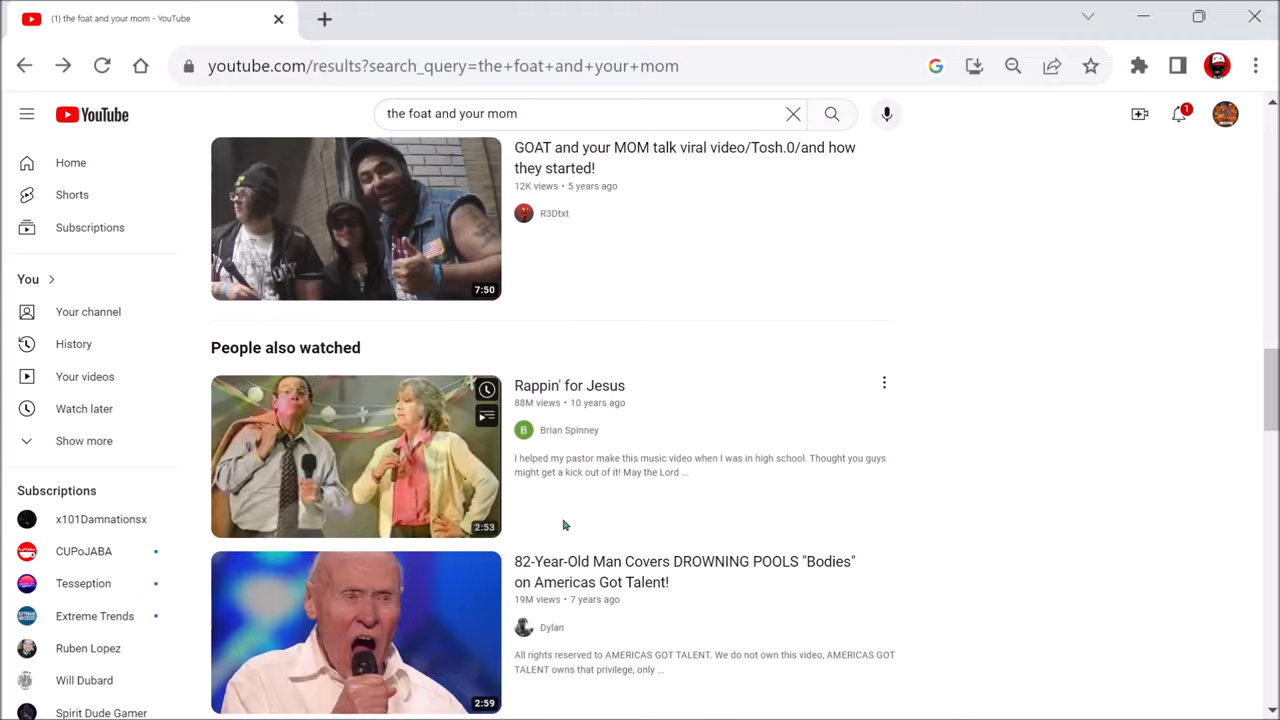 (1) the foat and your mom - YouTube
youtube.com/results?search_query=the+foat+and+your+mom
YouTube
the foat and your mom
1
Home
Shorts
Subscriptions
You
Your channel
History
Your videos
Watch later
Show more
Subscriptions
x101Damnationsx
CUPoJABA
Tesseption
Extreme Trends
Ruben Lopez
Will Dubard
Spirit Dude Gamer
7:50
GOAT and your MOM talk viral video/Tosh.0/and how
they started!
12K views • 5 years ago
R3Dtxt
People also watched
2:53
Rappin' for Jesus
88M views • 10 years ago
B Brian Spinney
I helped my pastor make this music video when I was in high school. Thought you guys
might get a kick out of it! May the Lord ...
2:59
82-Year-Old Man Covers DROWNING POOLS "Bodies"
on Americas Got Talent!
19M views • 7 years ago
Dylan
All rights reserved to AMERICAS GOT TALENT. We do not own this video, AMERICAS GOT
TALENT owns that privilege, only ...